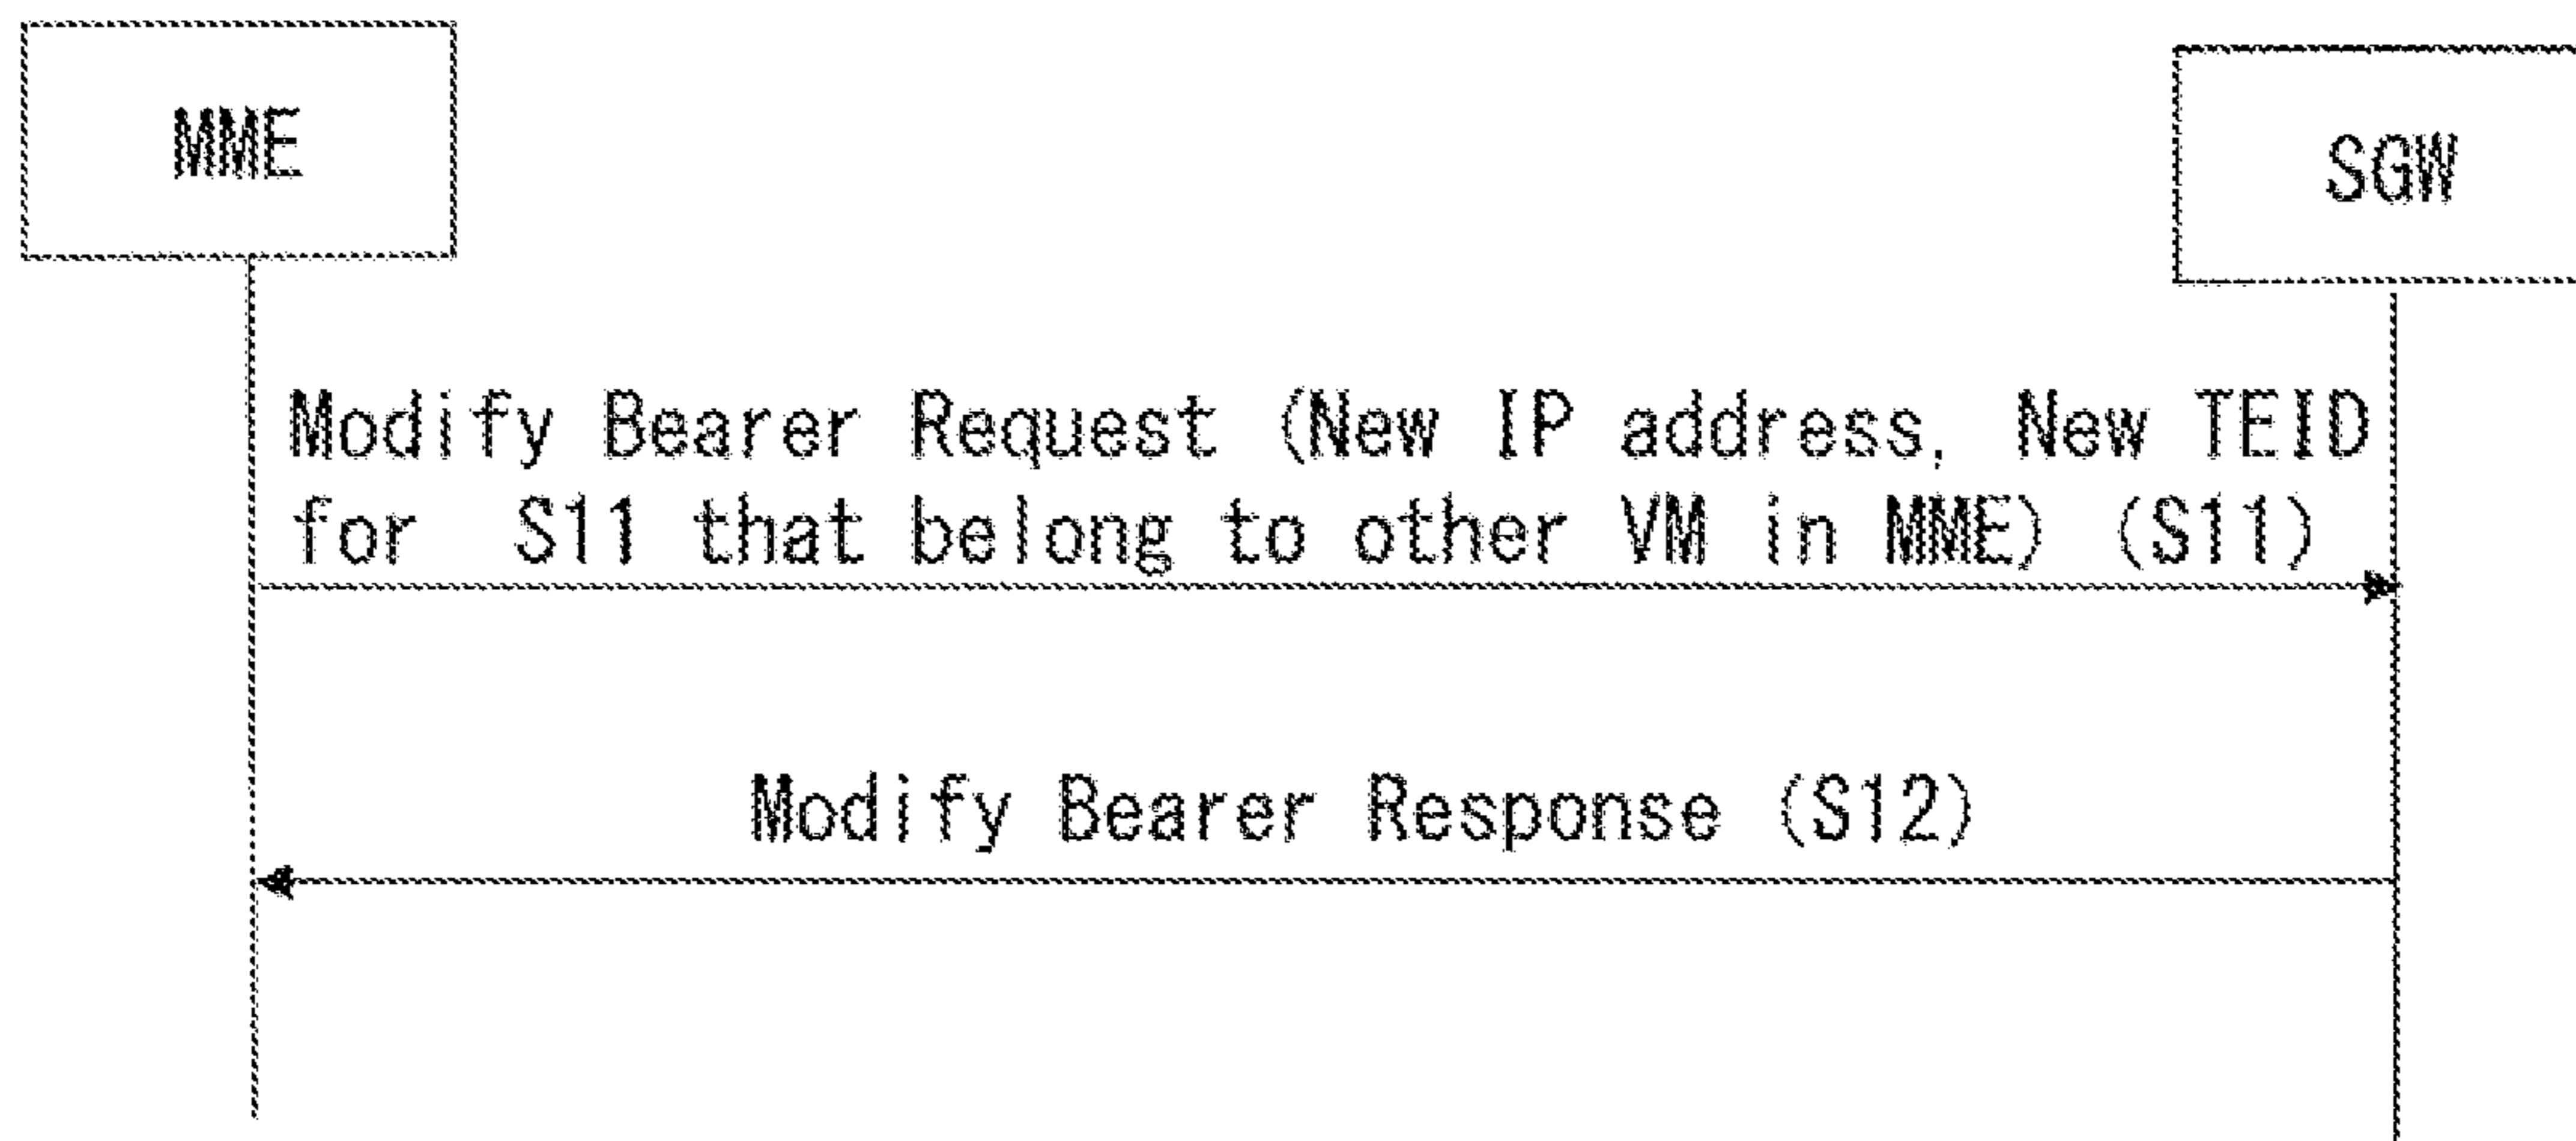 MME
SGW
Modify Bearer Request (New IP address, New TEID
for S11 that belong to other VM in MME) (S11)
Modify Bearer Response (S12)